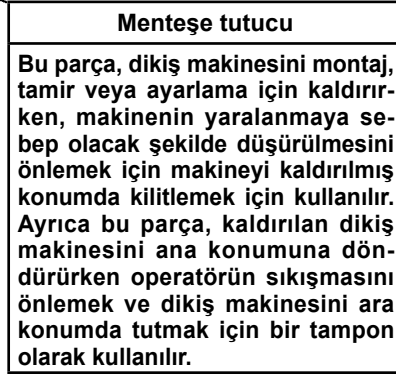 Menteşe tutucu
Bu parça, dikiş makinesini montaj,
tamir veya ayarlama için kaldırır-
ken, makinenin yaralanmaya se-
bep olacak şekilde düşürülmesini
önlemek için makineyi kaldırılmış
konumda kilitlemek için kullanılır.
Ayrıca bu parça, kaldırılan dikiş
makinesini ana konumuna dön-
dürürken operatörün sıkışmasını
önlemek ve dikiş makinesini ara
konumda tutmak için bir tampon
olarak kullanılır.